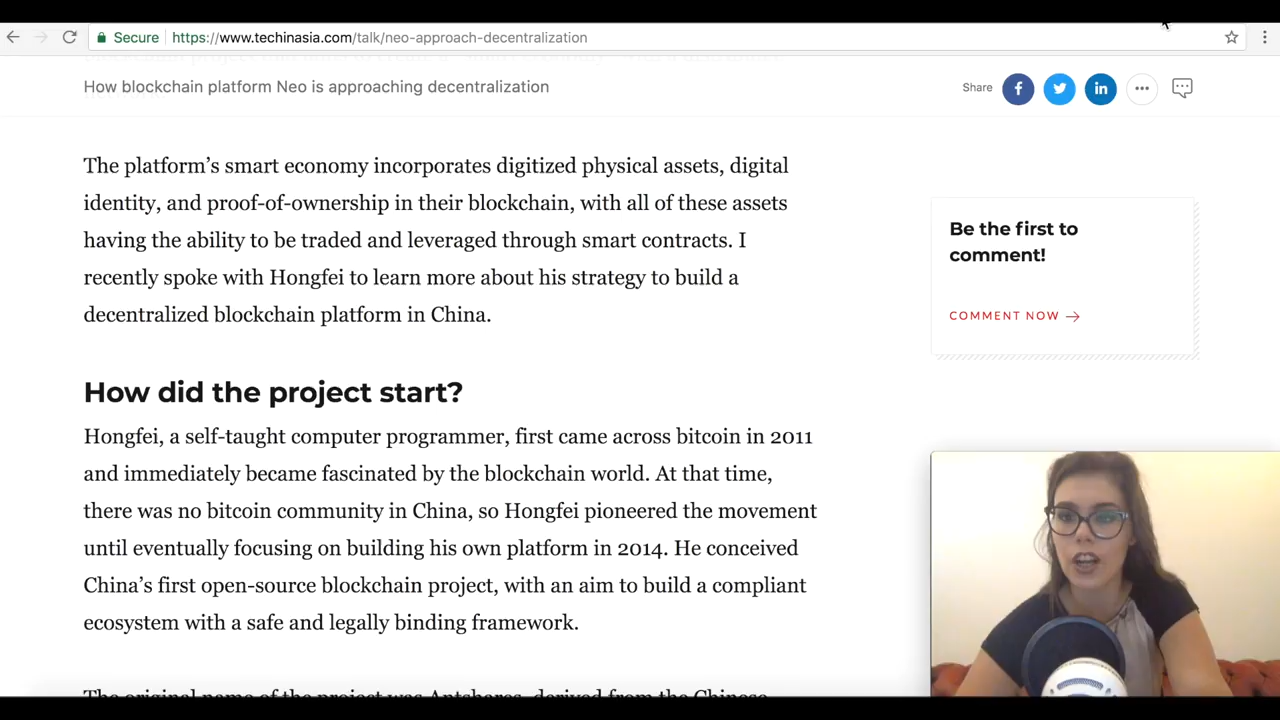 Secure https://www.techinasia.com/talk/neo-approach-decentralization
How blockchain platform Neo is approaching decentralization
Share
The platform's smart economy incorporates digitized physical assets, digital
identity, and proof-of-ownership in their blockchain, with all of these assets
having the ability to be traded and leveraged through smart contracts. I
recently spoke with Hongfei to learn more about his strategy to build a
decentralized blockchain platform in China.
Be the first to
comment!
COMMENT NOW
How did the project start?
Hongfei, a self-taught computer programmer, first came across bitcoin in 2011
and immediately became fascinated by the blockchain world. At that time,
there was no bitcoin community in China, so Hongfei pioneered the movement
until eventually focusing on building his own platform in 2014. He conceived
China's first open-source blockchain project, with an aim to build a compliant
ecosystem with a safe and legally binding framework.
The original name of the project was Antshares, derived from the Chinese